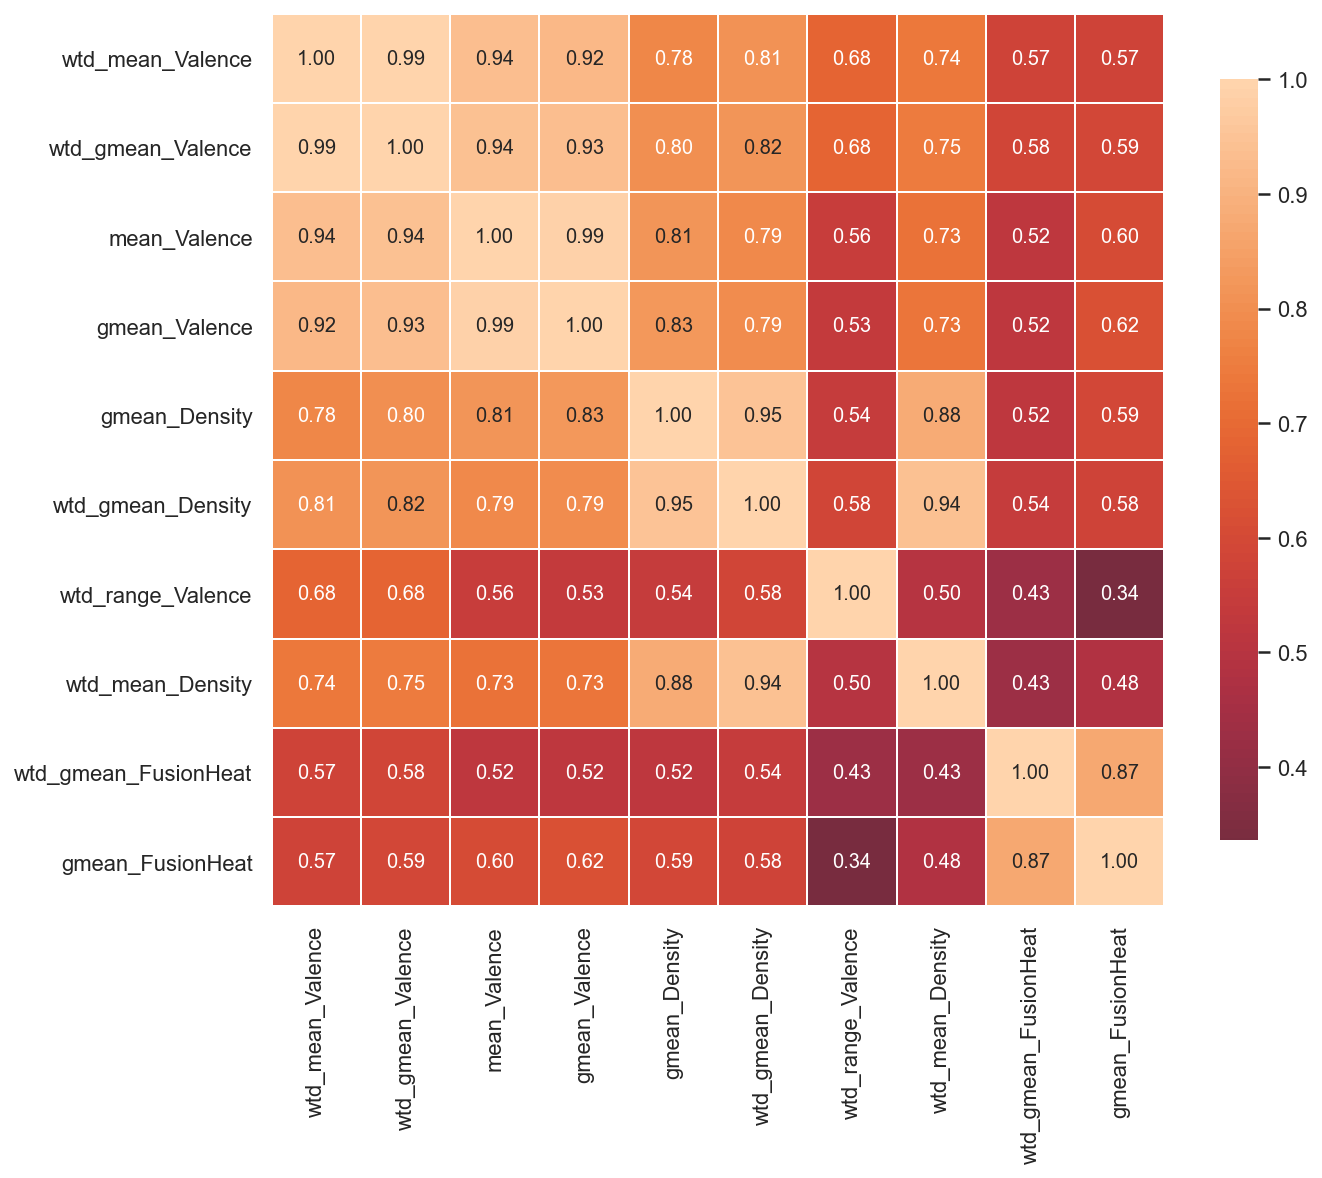 wtd_mean_Valence 1.00 0.99 0.94 0.92 0.78 0.81 0.68 0.74 0.57 0.57
wtd_gmean_Valence 0.99 1.00 0.94 0.93 0.80 0.82 0.68 0.75 0.58 0.59
mean_Valence 0.94 0.94 1.00 0.99 0.81 0.79 0.56 0.73 0.52 0.60
gmean_Valence 0.92 0.93 0.99 1.00 0.83 0.79 0.53 0.73 0.52 0.62
gmean_Density 0.78 0.80 0.81 0.83 1.00 0.95 0.54 0.88 0.52 0.59
wtd_gmean_Density 0.81 0.82 0.79 0.79 0.95 1.00 0.58 0.94 0.54 0.58
wtd_range_Valence 0.68 0.68 0.56 0.53 0.54 0.58 1.00 0.50 0.43 0.34
wtd_mean_Density 0.74 0.75 0.73 0.73 0.88 0.94 0.50 1.00 0.43 0.48
wtd_gmean_FusionHeat 0.57 0.58 0.52 0.52 0.52 0.54 0.43 0.43 1.00 0.87
gmean_FusionHeat 0.57 0.59 0.60 0.62 0.59 0.58 0.34 0.48 0.87 1.00
wtd_mean_Valence
wtd_gmean_Valence
mean_Valence
gmean_Valence
gmean_Density
wtd_gmean_Density
wtd_range_Valence
wtd_mean_Density
wtd_gmean_FusionHeat
gmean_FusionHeat
1.0
0.9
0.8
0.7
0.6
0.5
0.4